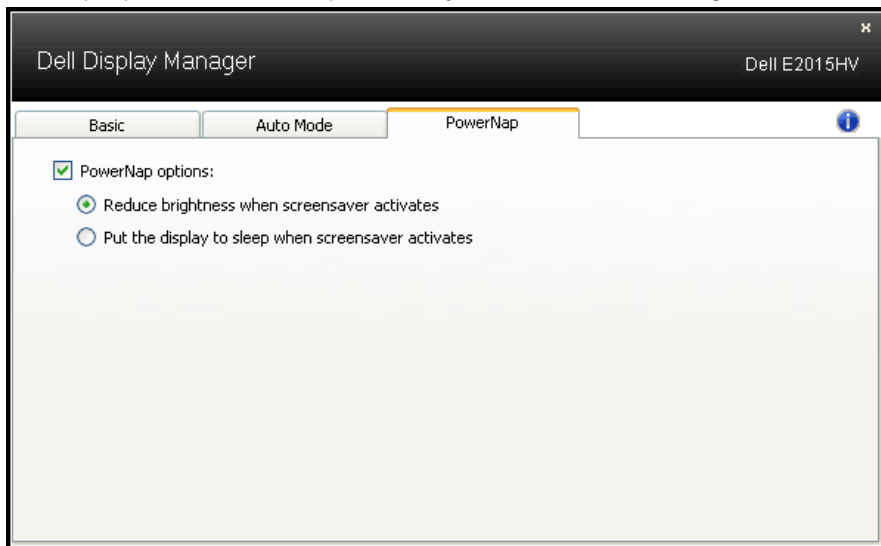 Dell Display Manager
Dell E2015HV
Basic
Auto Mode
PowerNap
PowerNap options:
Reduce brightness when screensaver activates
Put the display to sleep when screensaver activates